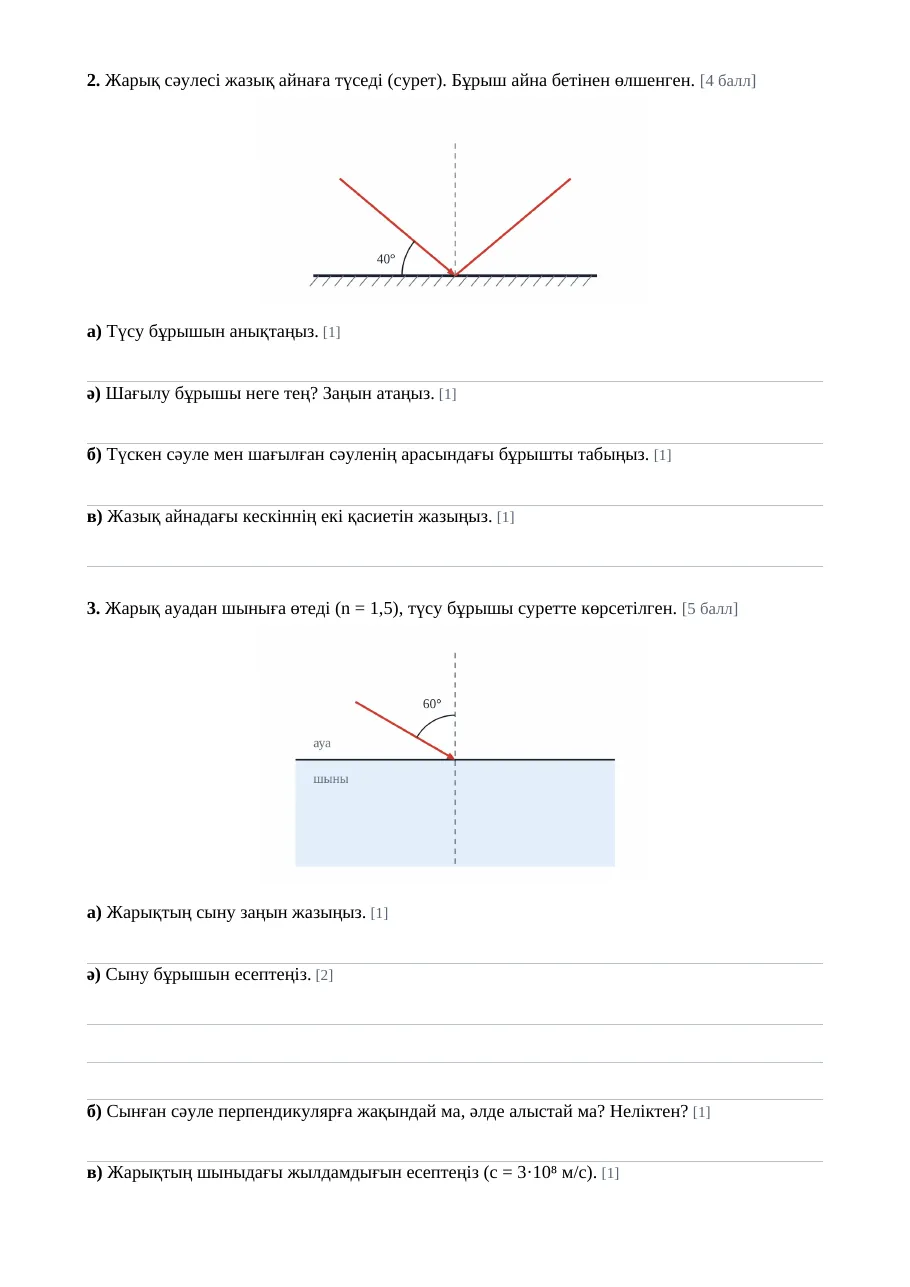 2. Жарық сәулесі жазық айнаға түседі (сурет). Бұрыш айна бетінен өлшенген. [4 балл]
40°
а) Түсу бұрышын анықтаңыз. [1]
ә) Шағылу бұрышы неге тең? Заңын атаңыз. [1]
б) Түскен сәуле мен шағылған сәуленің арасындағы бұрышты табыңыз. [1]
в) Жазық айнадағы кескіннің екі қасиетін жазыңыз. [1]
3. Жарық ауадан шыныға өтеді (n = 1,5), түсу бұрышы суретте көрсетілген. [5 балл]
60°
ауа
шыны
а) Жарықтың сыну заңын жазыңыз. [1]
ә) Сыну бұрышын есептеңіз. [2]
б) Сынған сәуле перпендикулярға жақындай ма, әлде алыстай ма? Неліктен? [1]
в) Жарықтың шыныдағы жылдамдығын есептеңіз (c = 3·10⁸ м/с). [1]